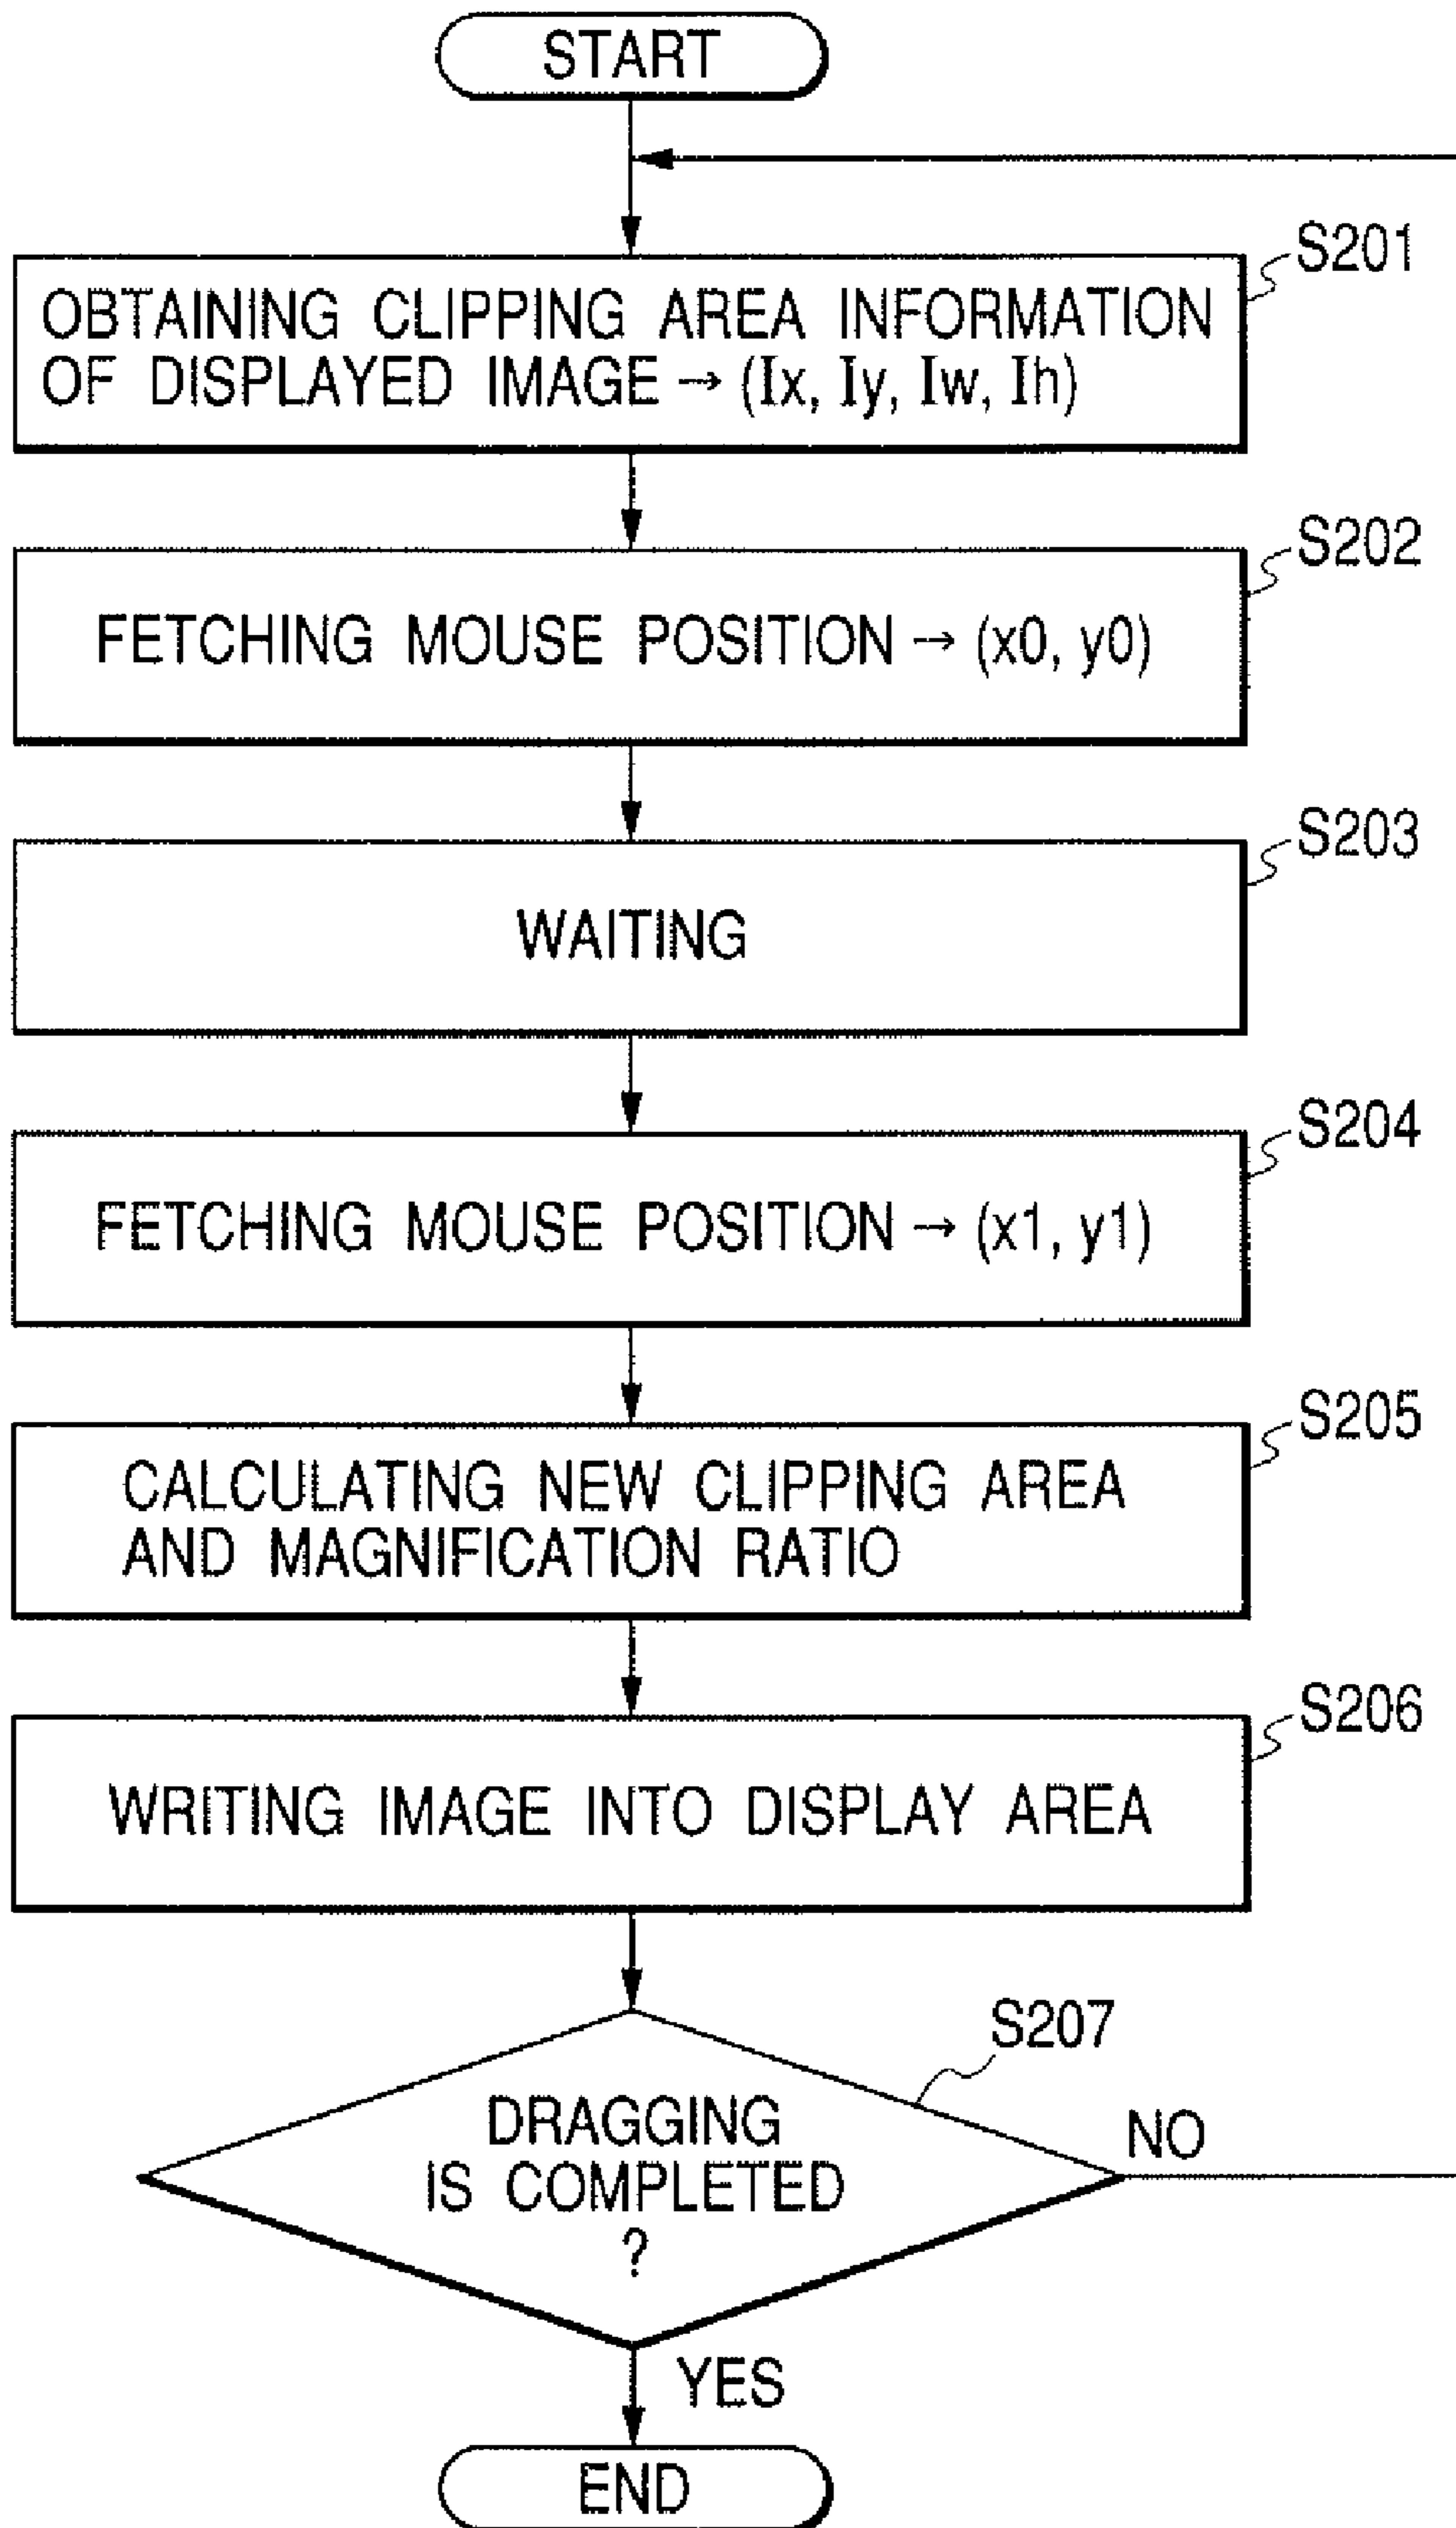 START
S201
OBTAINING CLIPPING AREA INFORMATION
OF DISPLAYED IMAGE → (Ix, Iy, Iw, Ih)
S202
FETCHING MOUSE POSITION → (x0, y0)
S203
WAITING
S204
FETCHING MOUSE POSITION → (x1, y1)
S205
CALCULATING NEW CLIPPING AREA
AND MAGNIFICATION RATIO
S206
WRITING IMAGE INTO DISPLAY AREA
S207
DRAGGING
IS COMPLETED
?
NO
YES
END